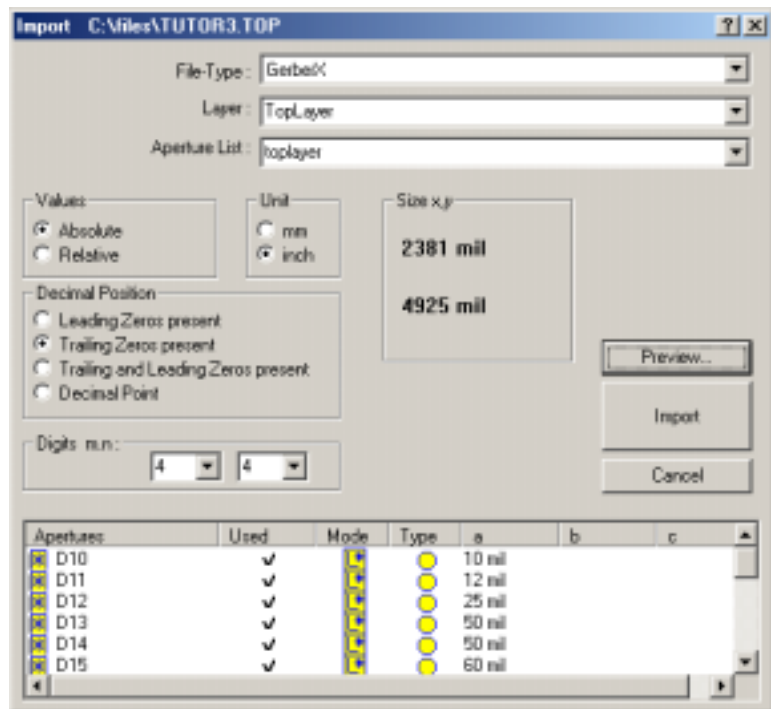 Import C:\files\TUTOR3.TOP
File-Type : GerberX
Layer : TopLayer
Aperture List : toplayer
Values
Absolute
Relative
Unit
mm
inch
Size x,y
2381 mil
4925 mil
Decimal Position
Leading Zeros present
Trailing Zeros present
Trailing and Leading Zeros present
Decimal Point
Preview...
Import
Cancel
Digits m.n :
4 4
Apertures Used Mode Type a b c
D10 10 mil
D11 12 mil
D12 25 mil
D13 50 mil
D14 50 mil
D15 60 mil